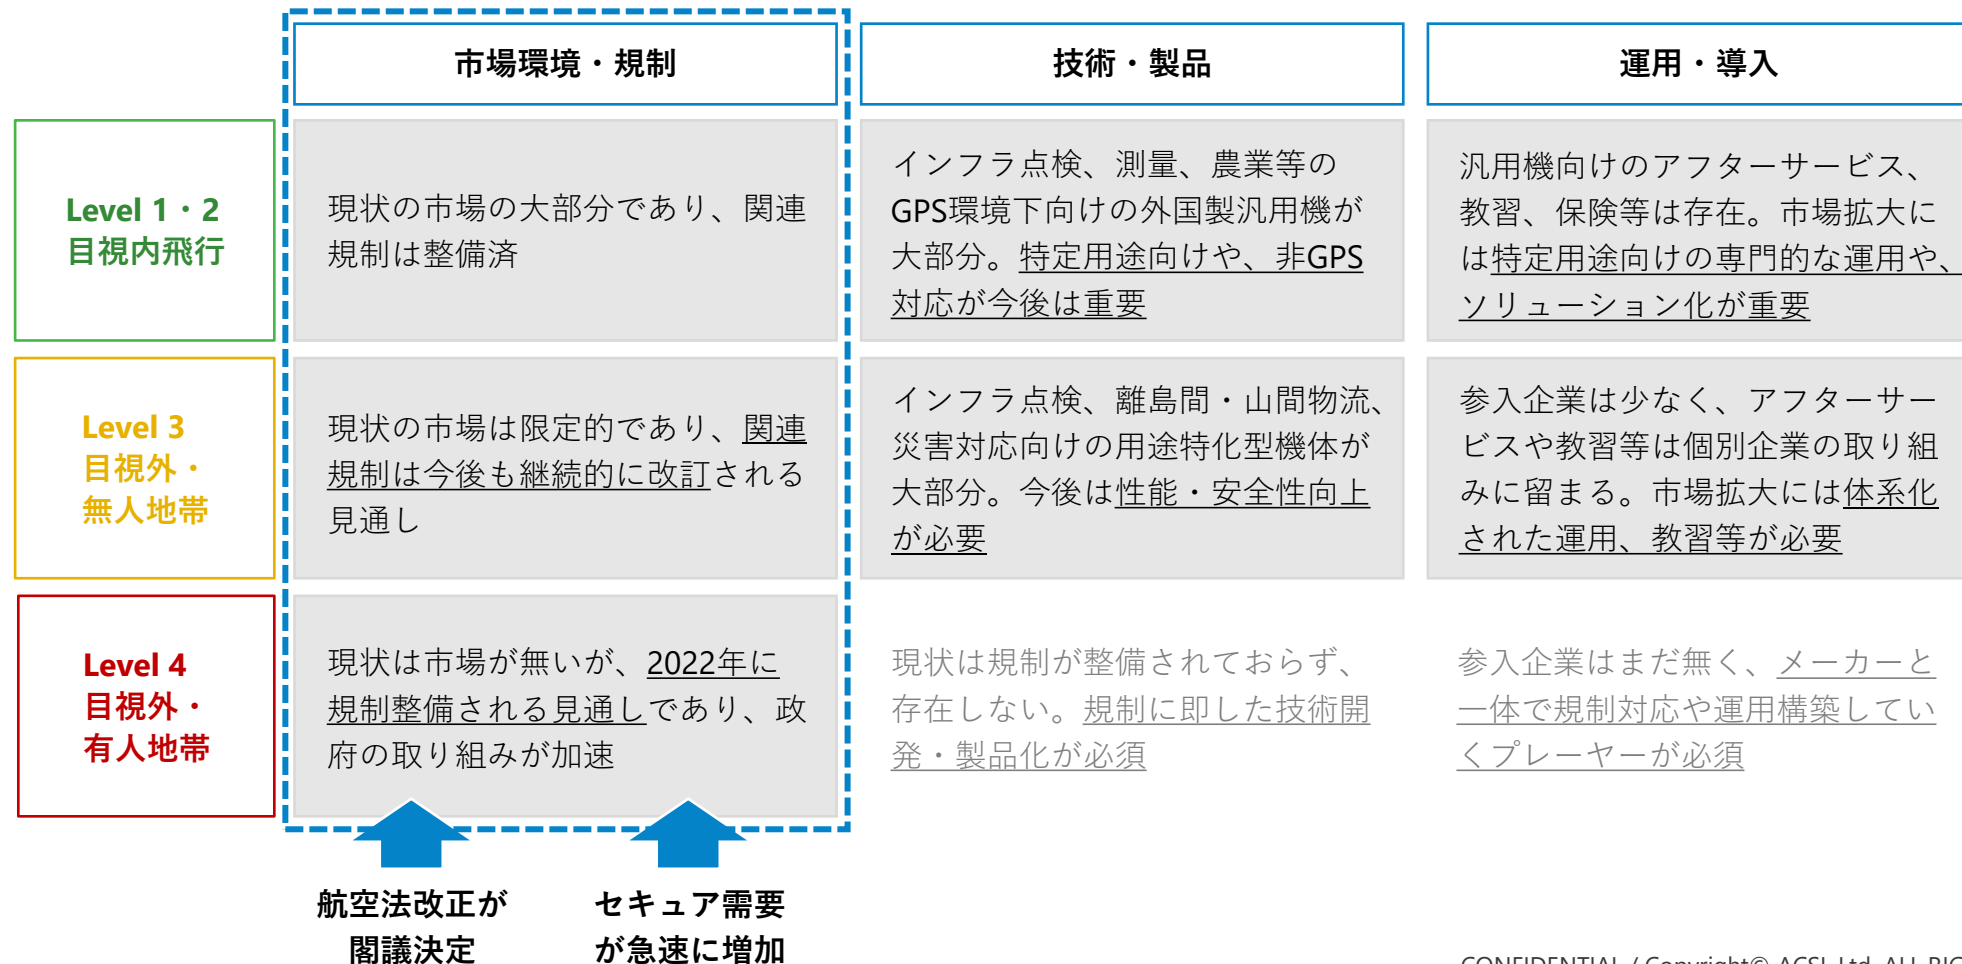 市場環境・規制
技術・製品
運用・導入
Level 1・2
目視内飛行
現状の市場の大部分であり、関連
規制は整備済
インフラ点検、測量、農業等の
GPS環境下向けの外国製汎用機が
大部分。特定用途向けや、非GPS
対応が今後は重要
汎用機向けのアフターサービス、
教習、保険等は存在。市場拡大に
は特定用途向けの専門的な運用や、
ソリューション化が重要
Level 3
目視外・
無人地帯
現状の市場は限定的であり、関連
規制は今後も継続的に改訂される
見通し
インフラ点検、離島間・山間物流、
災害対応向けの用途特化型機体が
大部分。今後は性能・安全性向上
が必要
参入企業は少なく、アフターサー
ビスや教習等は個別企業の取り組
みに留まる。市場拡大には体系化
された運用、教習等が必要
Level 4
目視外・
有人地帯
現状は市場が無いが、2022年に
規制整備される見通しであり、政
府の取り組みが加速
現状は規制が整備されておらず、
存在しない。規制に即した技術開
発・製品化が必須
参入企業はまだ無く、メーカーと
一体で規制対応や運用構築してい
くプレーヤーが必須
航空法改正が
閣議決定
セキュア需要
が急速に増加
CONFIDENTIAL / Copyright© ACSL Ltd. ALL RIG